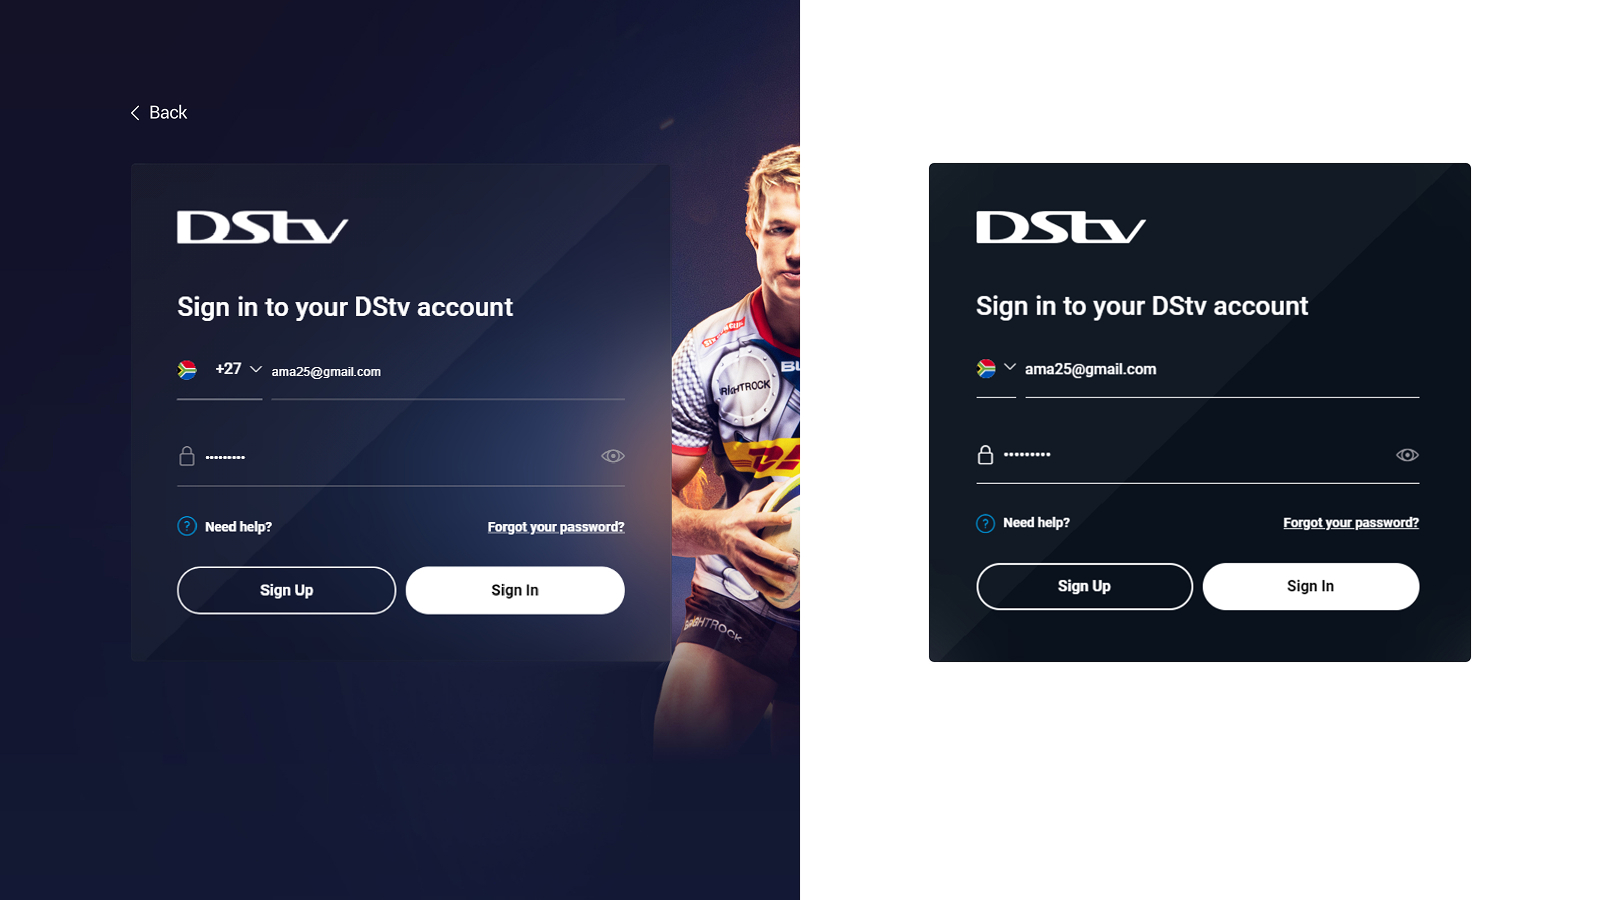 Back
DStv
Sign in to your DStv account
+27 ama25@gmail.com
•••••••••
Need help? Forgot your password?
Sign Up Sign In
RIGHTROCK
DStv
Sign in to your DStv account
ama25@gmail.com
•••••••••
Need help? Forgot your password?
Sign Up Sign In